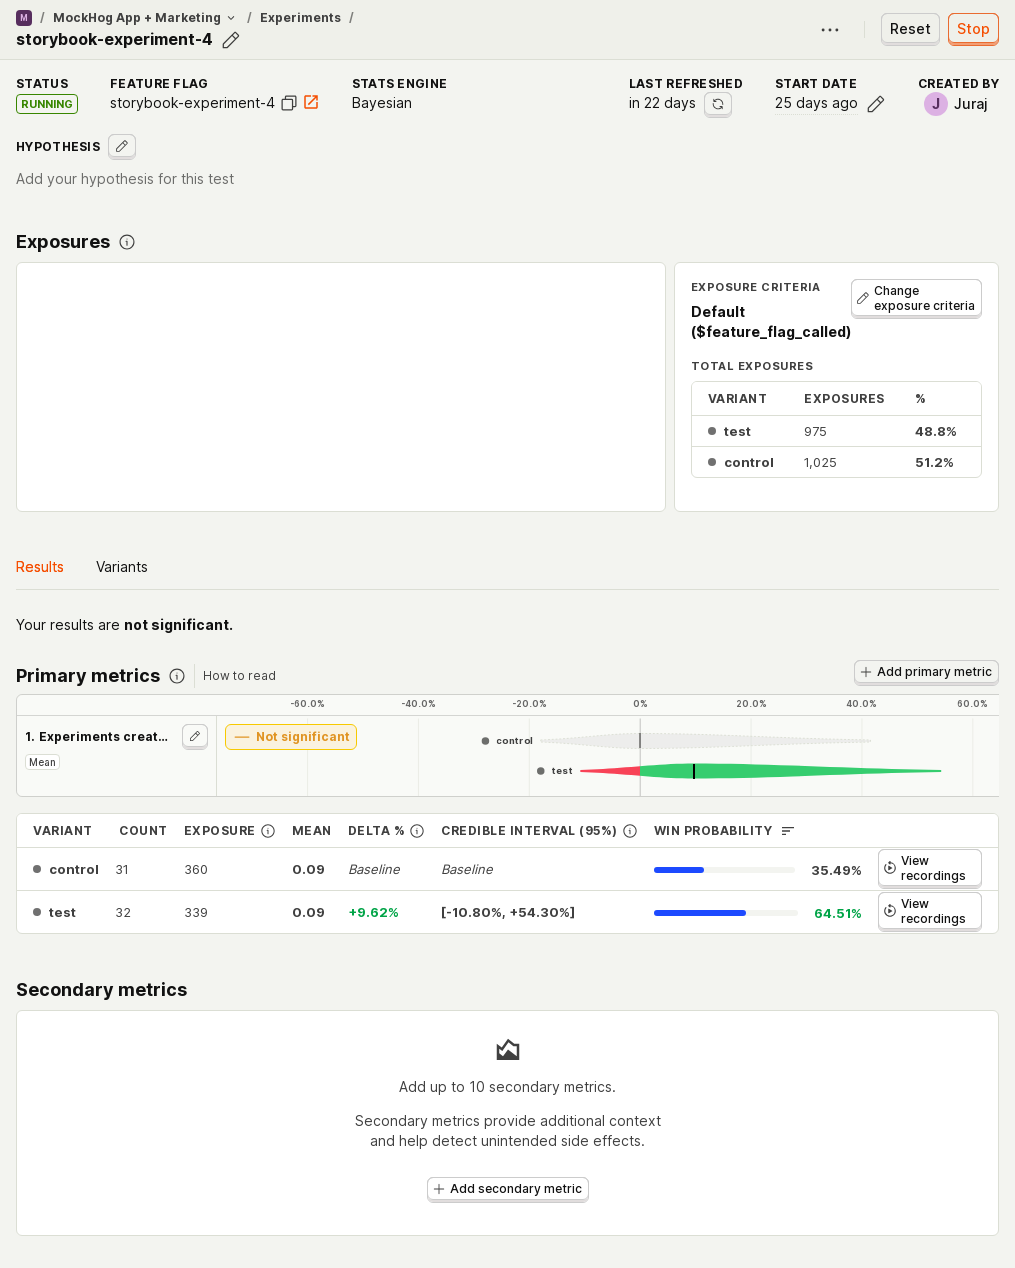 M / MockHog App + Marketing / Experiments /
storybook-experiment-4
Reset
Stop
STATUS
RUNNING
FEATURE FLAG
storybook-experiment-4
STATS ENGINE
Bayesian
LAST REFRESHED
in 22 days
START DATE
25 days ago
CREATED BY
J Juraj
HYPOTHESIS
Add your hypothesis for this test
Exposures
EXPOSURE CRITERIA
Default
($feature_flag_called)
Change
exposure criteria
TOTAL EXPOSURES
VARIANT EXPOSURES %
test 975 48.8%
control 1,025 51.2%
Results Variants
Your results are not significant.
Primary metrics How to read
Add primary metric
-60.0% -40.0% -20.0% 0% 20.0% 40.0% 60.0%
1. Experiments creat...
Mean
Not significant
control
test
VARIANT COUNT EXPOSURE MEAN DELTA % CREDIBLE INTERVAL (95%) WIN PROBABILITY
control 31 360 0.09 Baseline Baseline 35.49% View
recordings
test 32 339 0.09 +9.62% [-10.80%, +54.30%] 64.51% View
recordings
Secondary metrics
Add up to 10 secondary metrics.
Secondary metrics provide additional context
and help detect unintended side effects.
Add secondary metric